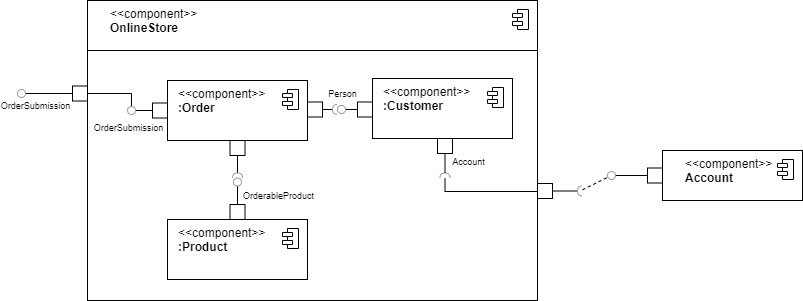 <<component>>
OnlineStore
OrderSubmission
OrderSubmission
<<component>>
:Order
Person
<<component>>
:Customer
Account
OrderableProduct
<<component>>
:Product
<<component>>
Account